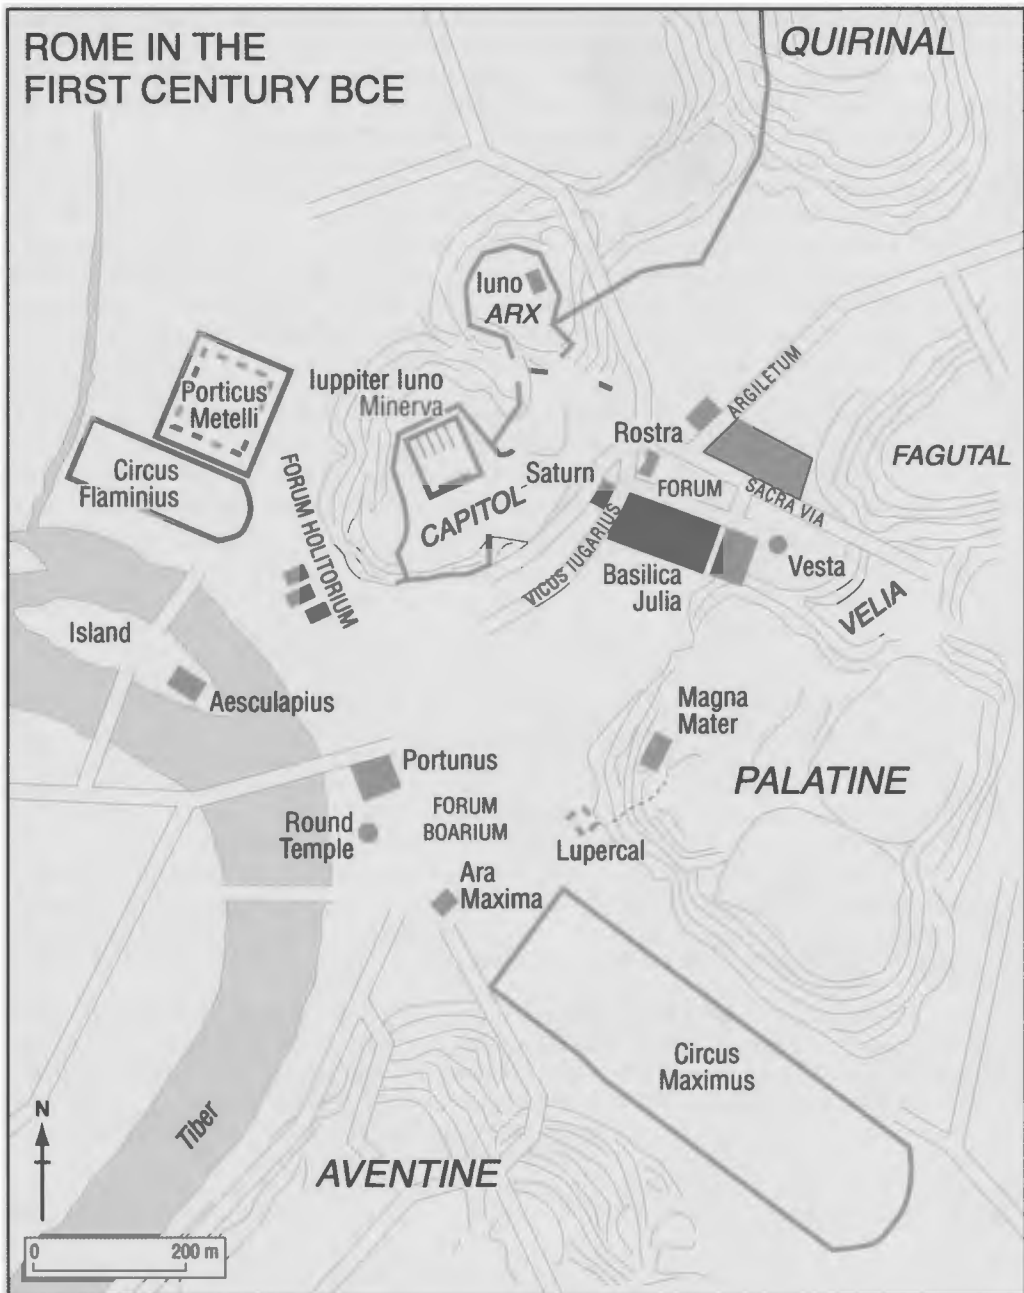 ROME IN THE
FIRST CENTURY BCE
QUIRINAL
Iuno
ARX
Porticus
Metelli
Iuppiter Iuno
Minerva
ARGILETUM
Circus
Flaminius
FORUM HOLITORIUM
Rostra
Saturn
FORUM
SACRA VIA
FAGUTAL
CAPITOL
VICUS IUGARIUS
Basilica
Julia
Vesta
VELIA
Island
Aesculapius
Magna
Mater
PALATINE
Portunus
FORUM
BOARIUM
Round
Temple
Lupercal
Ara
Maxima
Circus
Maximus
N
Tiber
AVENTINE
0 200 m